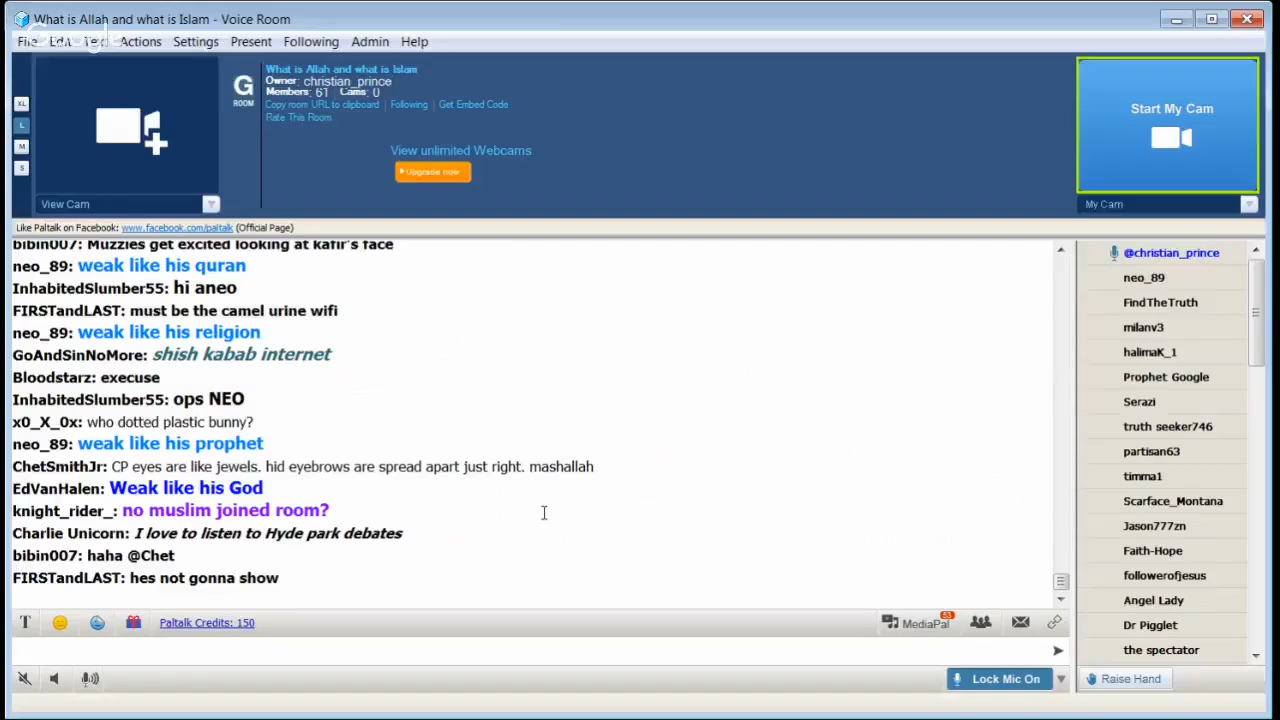 What is Allah and what is Islam - Voice Room
Google
File Edit Text Actions Settings Present Following Admin Help
XL
L
M
S
View Cam
G
ROOM
What is Allah and what is Islam
Owner: christian_prince
Members: 61 | Cams: 0
Copy room URL to clipboard | Following | Get Embed Code
Rate This Room
View unlimited Webcams
Upgrade now
Start My Cam
My Cam
Like Paltalk on Facebook: www.facebook.com/paltalk (Official Page)
bibin007: Muzzies get excited looking at kafir's face
neo_89: weak like his quran
InhabitedSlumber55: hi aneo
FIRSTandLAST: must be the camel urine wifi
neo_89: weak like his religion
GoAndSinNoMore: shish kabab internet
Bloodstarz: execuse
InhabitedSlumber55: ops NEO
x0_X_0x: who dotted plastic bunny?
neo_89: weak like his prophet
ChetSmithJr: CP eyes are like jewels. hid eyebrows are spread apart just right. mashallah
EdVanHalen: Weak like his God
knight_rider_: no muslim joined room?
Charlie Unicorn: I love to listen to Hyde park debates
bibin007: haha @Chet
FIRSTandLAST: hes not gonna show
@christian_prince
neo_89
FindTheTruth
milanv3
halimaK_1
Prophet Google
Serazi
truth seeker746
partisan63
timma1
Scarface_Montana
Jason777zn
Faith-Hope
followerofjesus
Angel Lady
Dr Pigglet
the spectator
T
Paltalk Credits: 150
MediaPal
53
Lock Mic On
Raise Hand